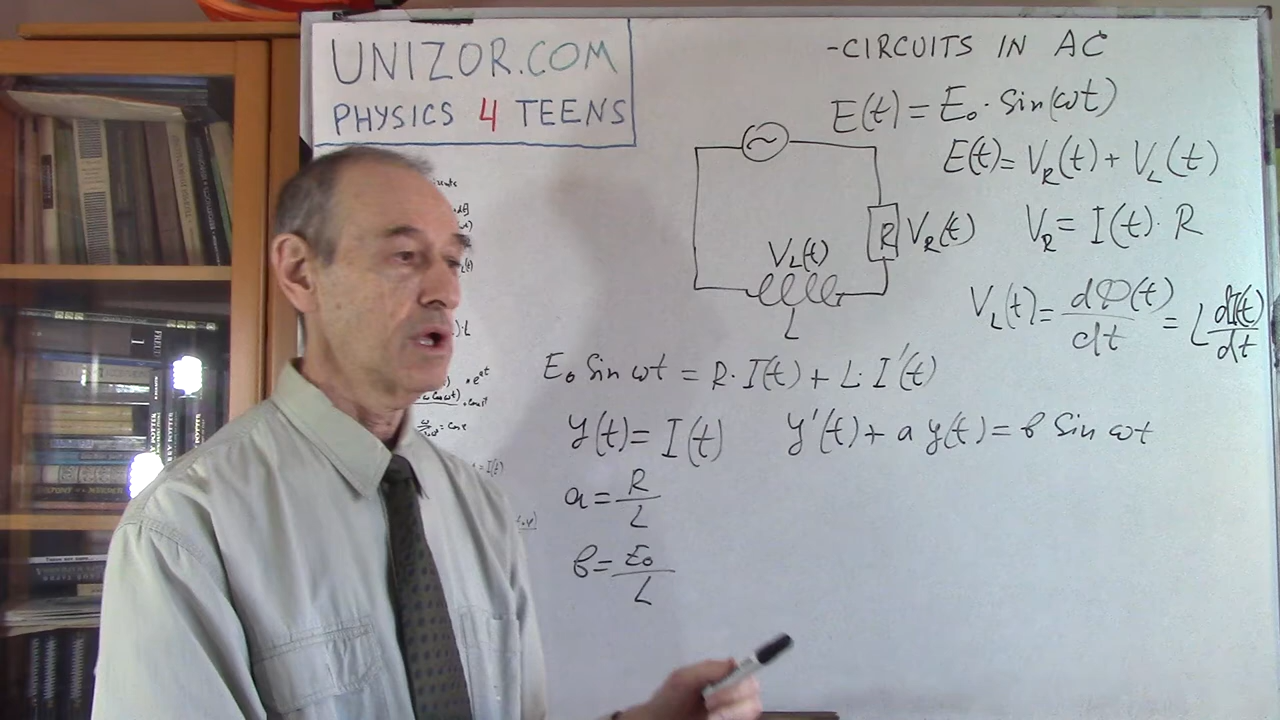 UNIZOR.COM
PHYSICS 4 TEENS
-CIRCUITS IN AC
E(t) = E₀·sin(ωt)
E(t) = V_R(t) + V_L(t)
R V_R(t)
V_R = I(t)·R
V_L(t)
L
V_L(t) = dΦ(t)/dt = L dI(t)/dt
E₀ sin ωt = R·I(t) + L·I'(t)
y(t) = I(t)
y'(t) + a y(t) = b sin ωt
a = R/L
b = E₀/L